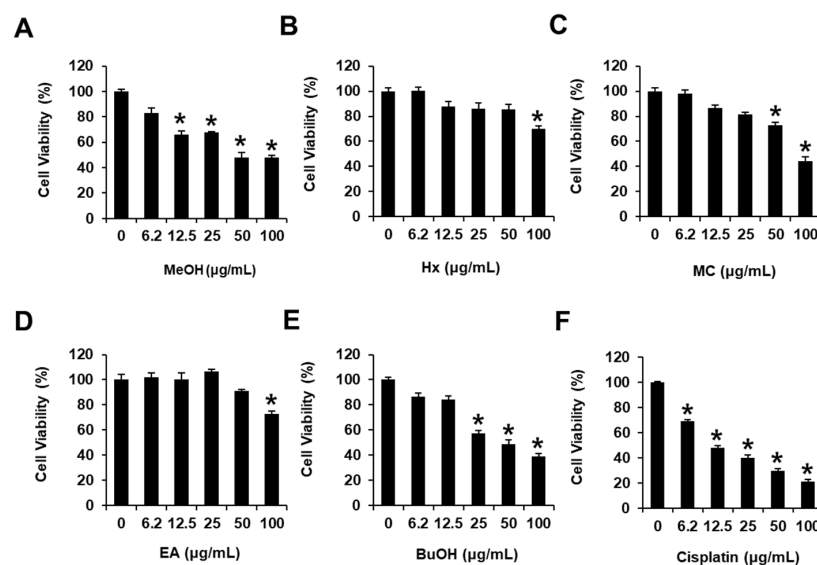 A
Cell Viability (%)
120
100
80
60
40
20
0
* * * *
0 6.2 12.5 25 50 100
MeOH (µg/mL)
B
Cell Viability (%)
120
100
80
60
40
20
0
*
0 6.2 12.5 25 50 100
Hx (µg/mL)
C
Cell Viability (%)
120
100
80
60
40
20
0
* *
0 6.2 12.5 25 50 100
MC (µg/mL)
D
Cell Viability (%)
120
100
80
60
40
20
0
*
0 6.2 12.5 25 50 100
EA (µg/mL)
E
Cell Viability (%)
120
100
80
60
40
20
0
* * *
0 6.2 12.5 25 50 100
BuOH (µg/mL)
F
Cell Viability (%)
120
100
80
60
40
20
0
* * * * *
0 6.2 12.5 25 50 100
Cisplatin (µg/mL)